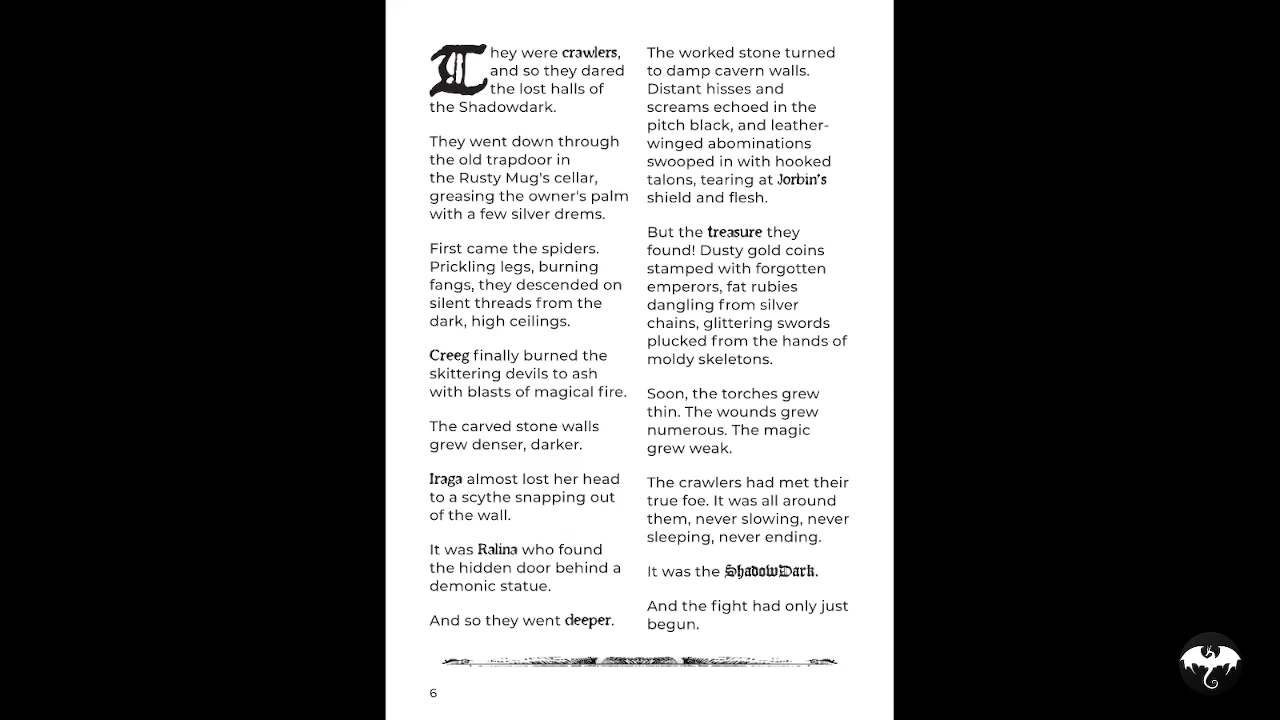 They were crawlers,
and so they dared
the lost halls of
the Shadowdark.
They went down through
the old trapdoor in
the Rusty Mug's cellar,
greasing the owner's palm
with a few silver drems.
First came the spiders.
Prickling legs, burning
fangs, they descended on
silent threads from the
dark, high ceilings.
Creeg finally burned the
skittering devils to ash
with blasts of magical fire.
The carved stone walls
grew denser, darker.
Iraga almost lost her head
to a scythe snapping out
of the wall.
It was Ralina who found
the hidden door behind a
demonic statue.
And so they went deeper.
The worked stone turned
to damp cavern walls.
Distant hisses and
screams echoed in the
pitch black, and leather-
winged abominations
swooped in with hooked
talons, tearing at Jorbin's
shield and flesh.
But the treasure they
found! Dusty gold coins
stamped with forgotten
emperors, fat rubies
dangling from silver
chains, glittering swords
plucked from the hands of
moldy skeletons.
Soon, the torches grew
thin. The wounds grew
numerous. The magic
grew weak.
The crawlers had met their
true foe. It was all around
them, never slowing, never
sleeping, never ending.
It was the ShadowDark.
And the fight had only just
begun.
6